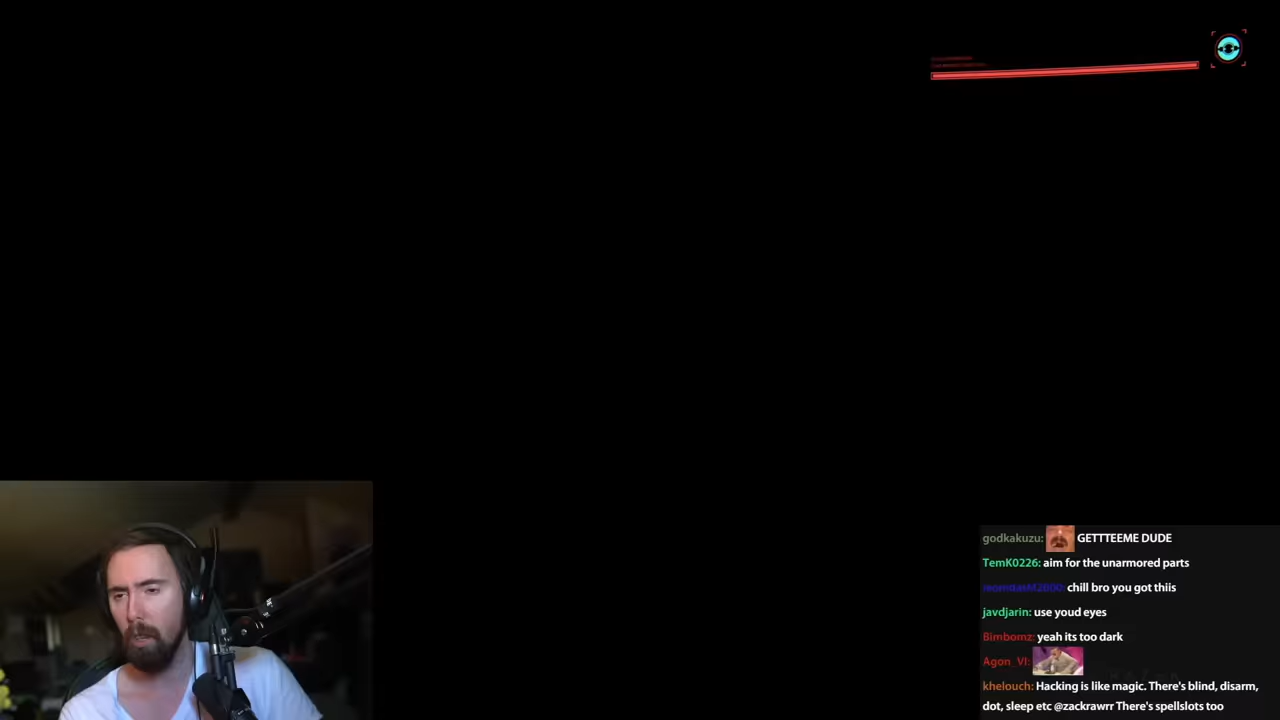 godkakuzu: GETTTEEME DUDE
TemK0226: aim for the unarmored parts
chill bro you got thiis
javdjarin: use youd eyes
Bimbomz: yeah its too dark
Agon VI:
khelouch: Hacking is like magic. There's blind, disarm,
dot, sleep etc @zackrawrr There's spellslots too